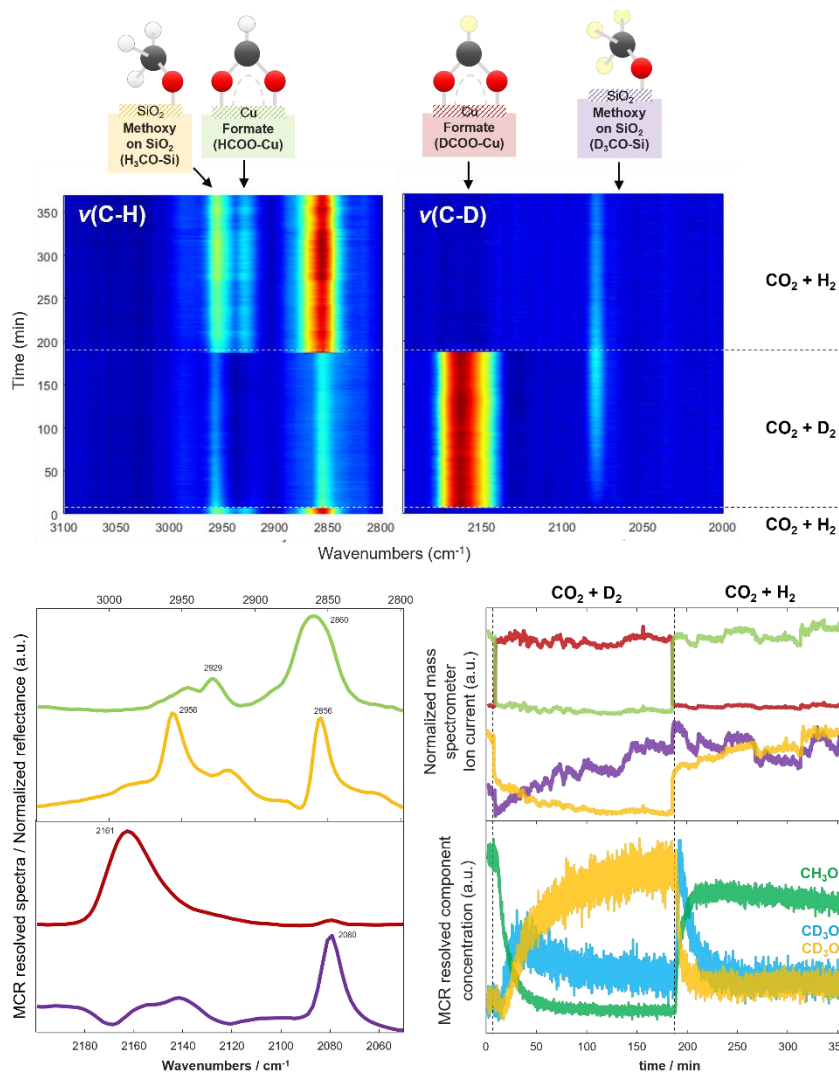 SiO₂
Methoxy
on SiO₂
(H₃CO-Si)
Cu
Formate
(HCOO-Cu)
Cu
Formate
(DCOO-Cu)
SiO₂
Methoxy
on SiO₂
(D₃CO-Si)
ν(C-H)
ν(C-D)
350
300
250
200
150
100
50
0
Time (min)
3100 3050 3000 2950 2900 2850 2800
2150 2100 2050 2000
Wavenumbers (cm⁻¹)
CO₂ + H₂
CO₂ + D₂
CO₂ + H₂
3000 2950 2900 2850 2800
2860
2929
2956
2856
2161
2080
MCR resolved spectra / Normalized reflectance (a.u.)
2180 2160 2140 2120 2100 2080 2060
Wavenumbers / cm⁻¹
CO₂ + D₂
CO₂ + H₂
Normalized mass
spectrometer
Ion current (a.u.)
MCR resolved component
concentration (a.u.)
CH₃O
CD₃O
CD₃O
0 50 100 150 200 250 300 35
time / min